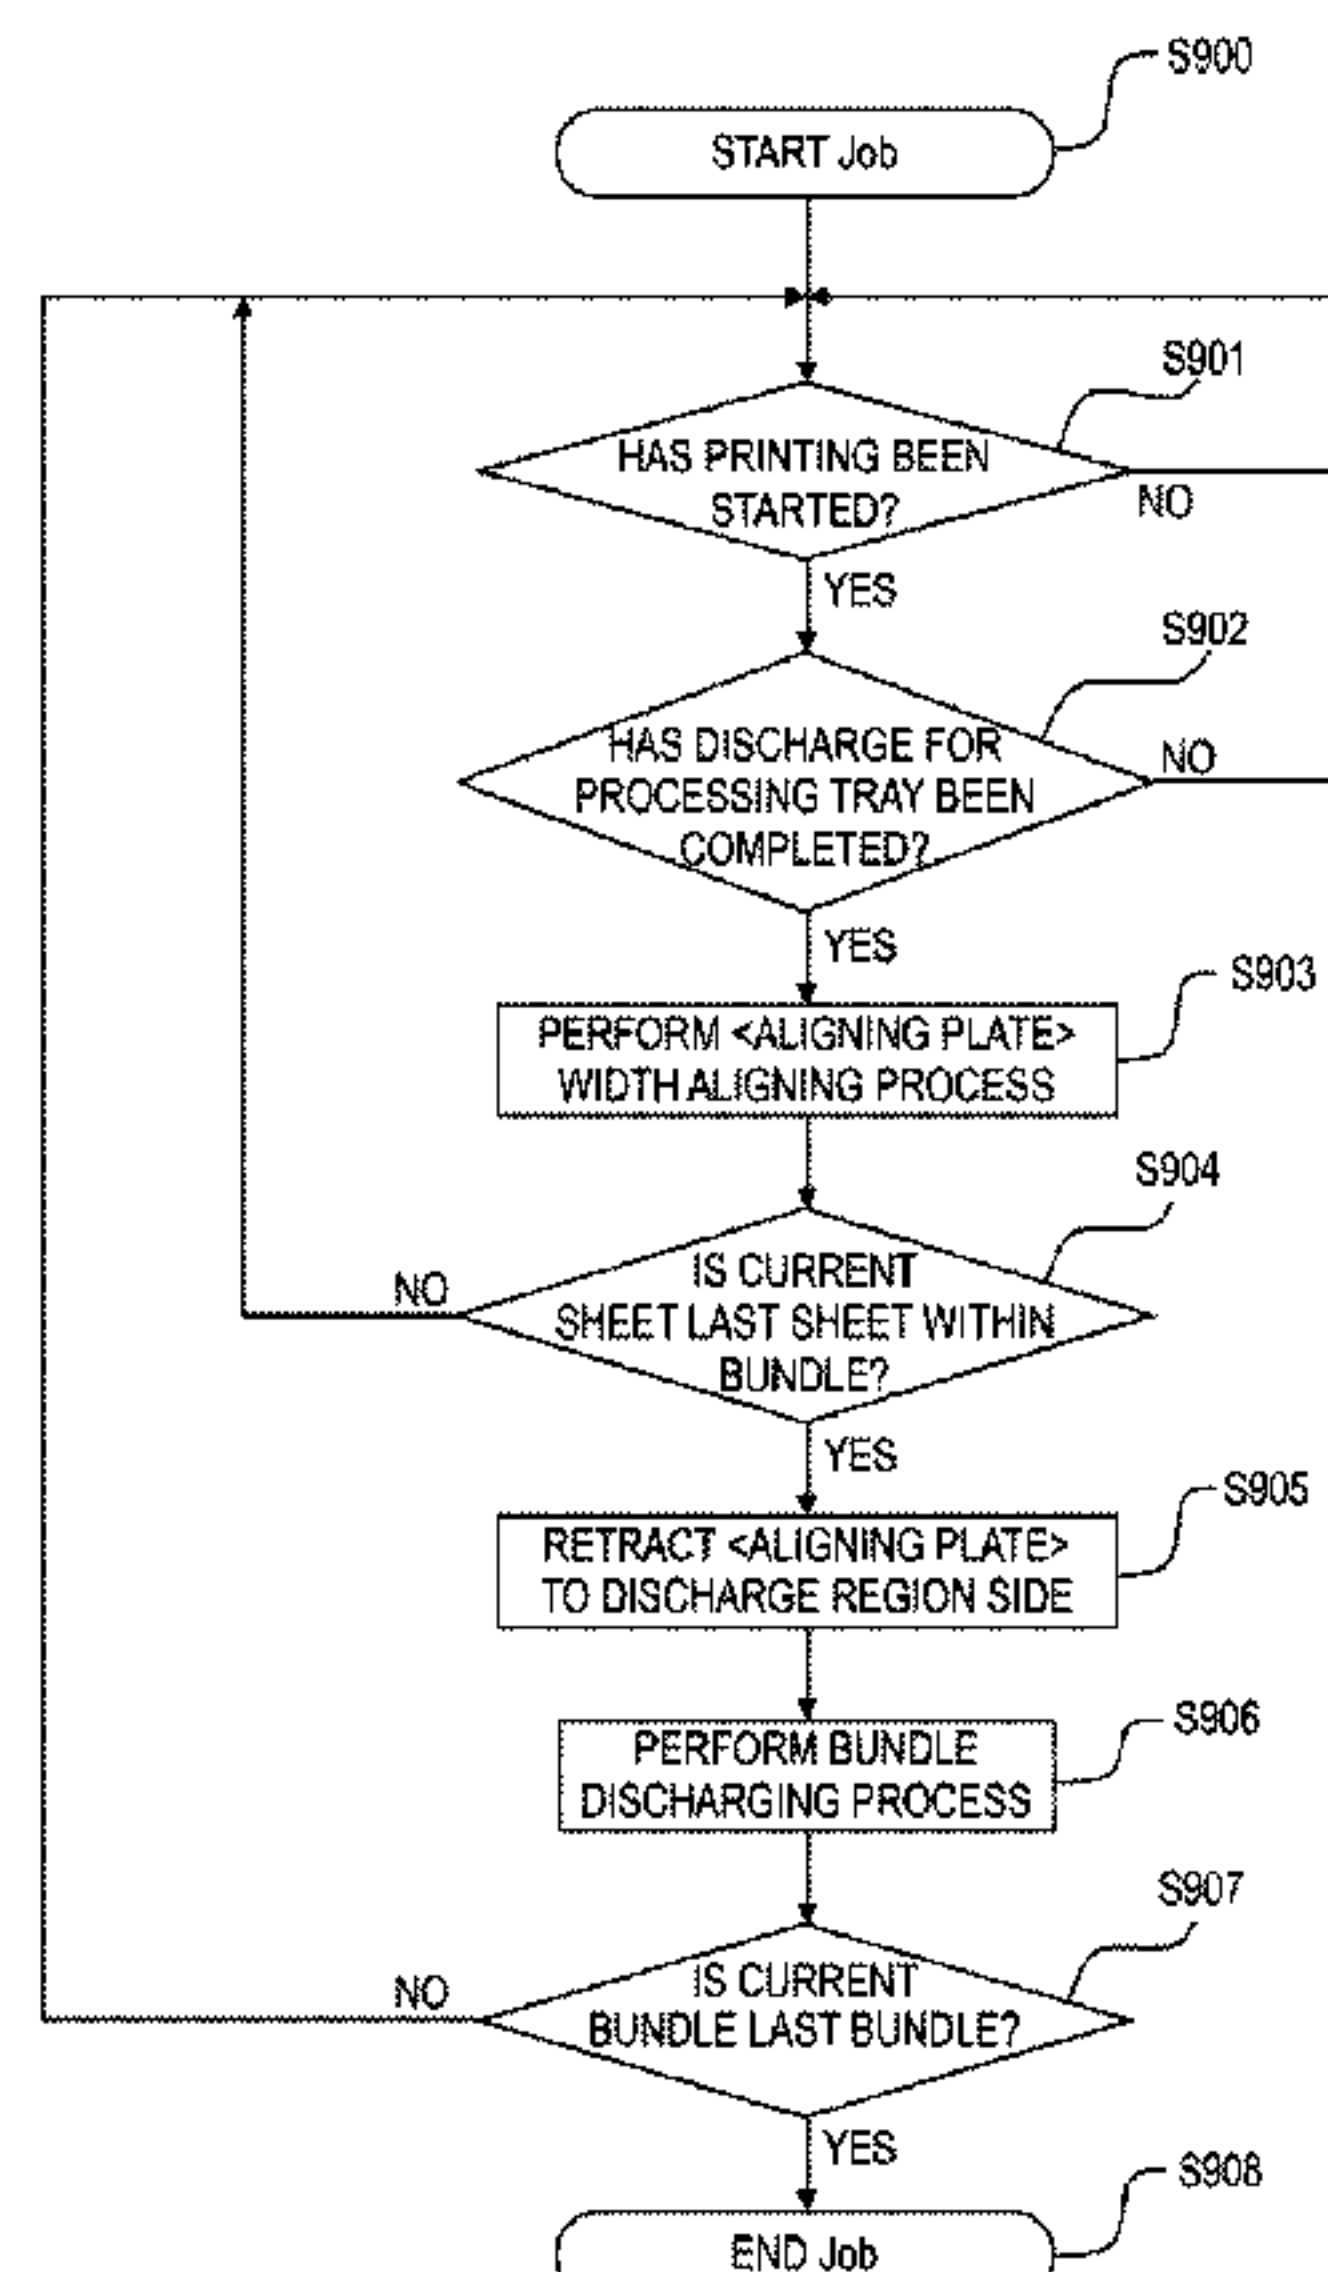 S900
START Job
S901
HAS PRINTING BEEN
STARTED?
NO
YES
S902
HAS DISCHARGE FOR
PROCESSING TRAY BEEN
COMPLETED?
NO
YES
S903
PERFORM <ALIGNING PLATE>
WIDTH ALIGNING PROCESS
S904
IS CURRENT
SHEET LAST SHEET WITHIN
BUNDLE?
NO
YES
S905
RETRACT <ALIGNING PLATE>
TO DISCHARGE REGION SIDE
S906
PERFORM BUNDLE
DISCHARGING PROCESS
S907
IS CURRENT
BUNDLE LAST BUNDLE?
NO
YES
S908
END Job